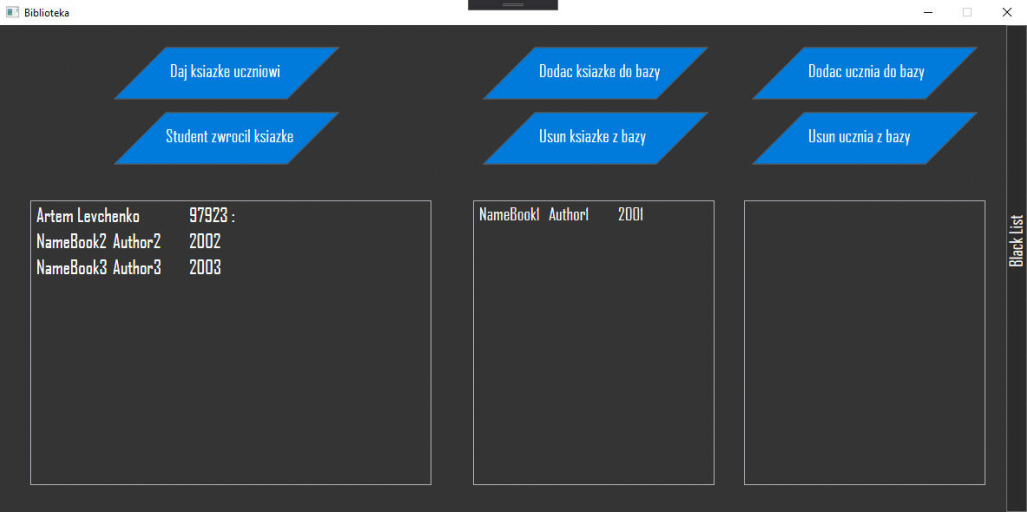 Biblioteka
Daj ksiazke uczniowi
Dodac ksiazke do bazy
Dodac ucznia do bazy
Student zwrocil ksiazke
Usun ksiazke z bazy
Usun ucznia z bazy
Artem Levchenko 97923 :
NameBook2 Author2 2002
NameBook3 Author3 2003
NameBook1 Author1 2001
Black List